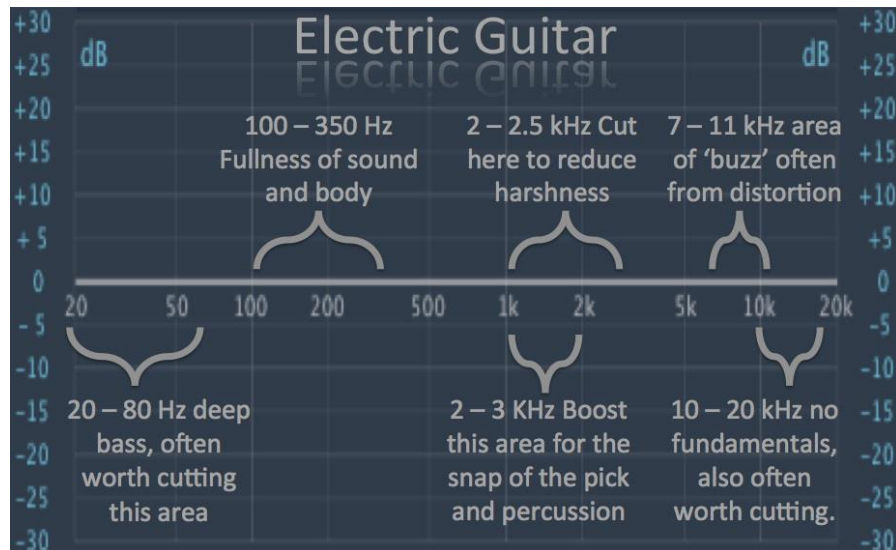 Electric Guitar
dB
dB
+30
+25
+20
+15
+10
+ 5
0
- 5
-10
-15
-20
-25
-30
+30
+25
+20
+15
+10
+5
0
-5
-10
-15
-20
-25
-30
100 – 350 Hz
Fullness of sound
and body
2 – 2.5 kHz Cut
here to reduce
harshness
7 – 11 kHz area
of ‘buzz’ often
from distortion
20 50 100 200 500 1k 2k 5k 10k 20k
20 – 80 Hz deep
bass, often
worth cutting
this area
2 – 3 KHz Boost
this area for the
snap of the pick
and percussion
10 – 20 kHz no
fundamentals,
also often
worth cutting.